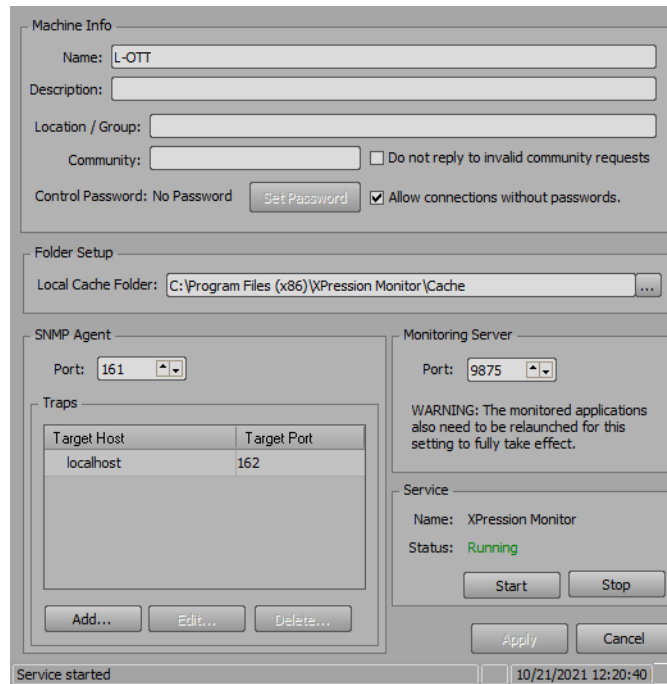 Machine Info
Name: L-OTT
Description:
Location / Group:
Community: Do not reply to invalid community requests
Control Password: No Password Set Password Allow connections without passwords.
Folder Setup
Local Cache Folder: C:\Program Files (x86)\XPression Monitor\Cache ...
SNMP Agent
Port: 161
Traps
Target Host Target Port
localhost 162
Add... Edit... Delete...
Monitoring Server
Port: 9875
WARNING: The monitored applications
also need to be relaunched for this
setting to fully take effect.
Service
Name: XPression Monitor
Status: Running
Start Stop
Apply Cancel
Service started 10/21/2021 12:20:40